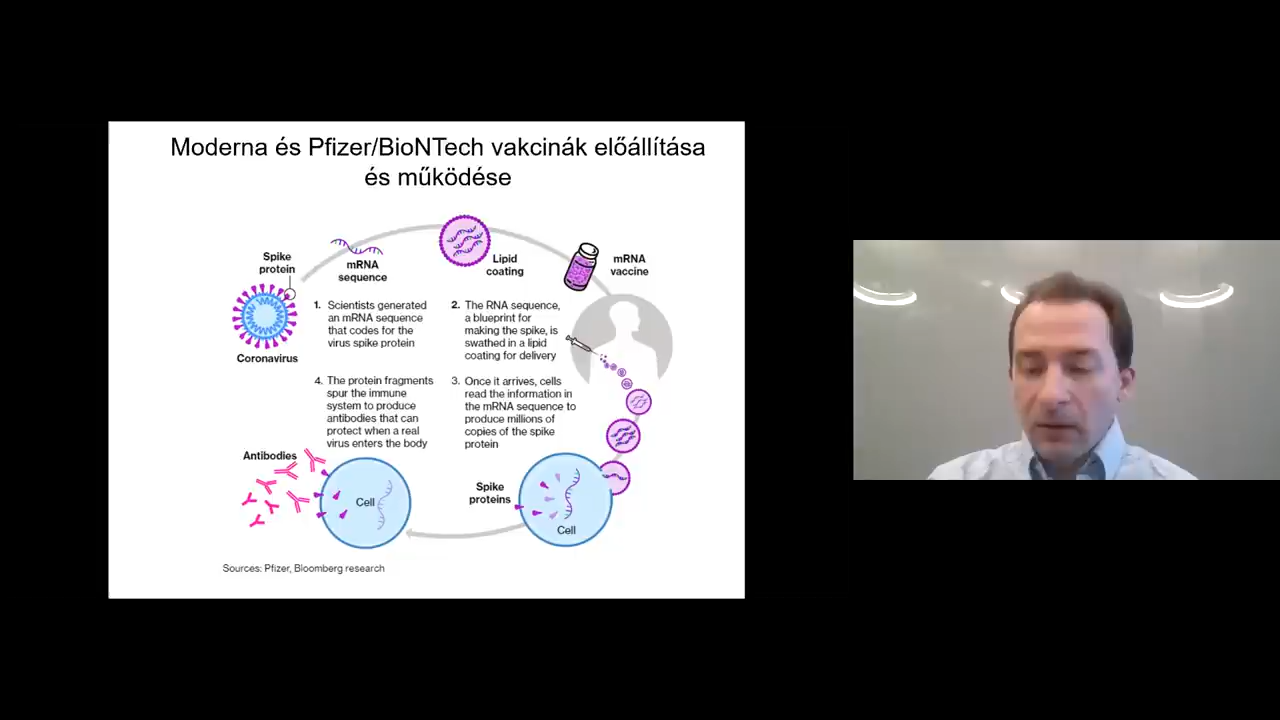 Moderna és Pfizer/BioNTech vakcinák előállítása
és működése
Spike
protein
mRNA
sequence
Lipid
coating
mRNA
vaccine
Coronavirus
1. Scientists generated
an mRNA sequence
that codes for the
virus spike protein
2. The RNA sequence,
a blueprint for
making the spike, is
swathed in a lipid
coating for delivery
4. The protein fragments
spur the immune
system to produce
antibodies that can
protect when a real
virus enters the body
3. Once it arrives, cells
read the information in
the mRNA sequence to
produce millions of
copies of the spike
protein
Antibodies
Cell
Spike
proteins
Cell
Sources: Pfizer, Bloomberg research